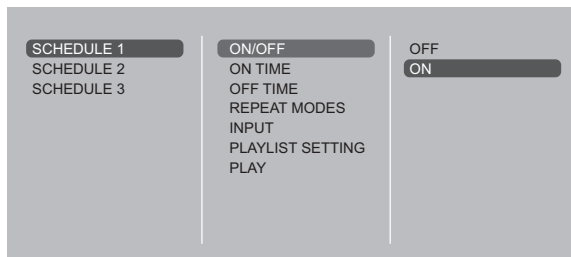 SCHEDULE 1
SCHEDULE 2
SCHEDULE 3
ON/OFF
ON TIME
OFF TIME
REPEAT MODES
INPUT
PLAYLIST SETTING
PLAY
OFF
ON